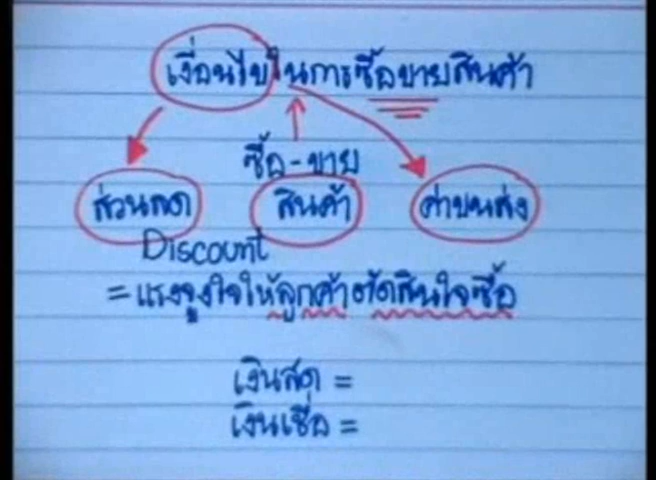 เงื่อนไขในการซื้อขายสินค้า
ซื้อ-ขาย
ส่วนลด สินค้า ค่าขนส่ง
Discount
=แรงจูงใจให้ลูกค้าตัดสินใจซื้อ
เงินสด =
เงินเชื่อ =